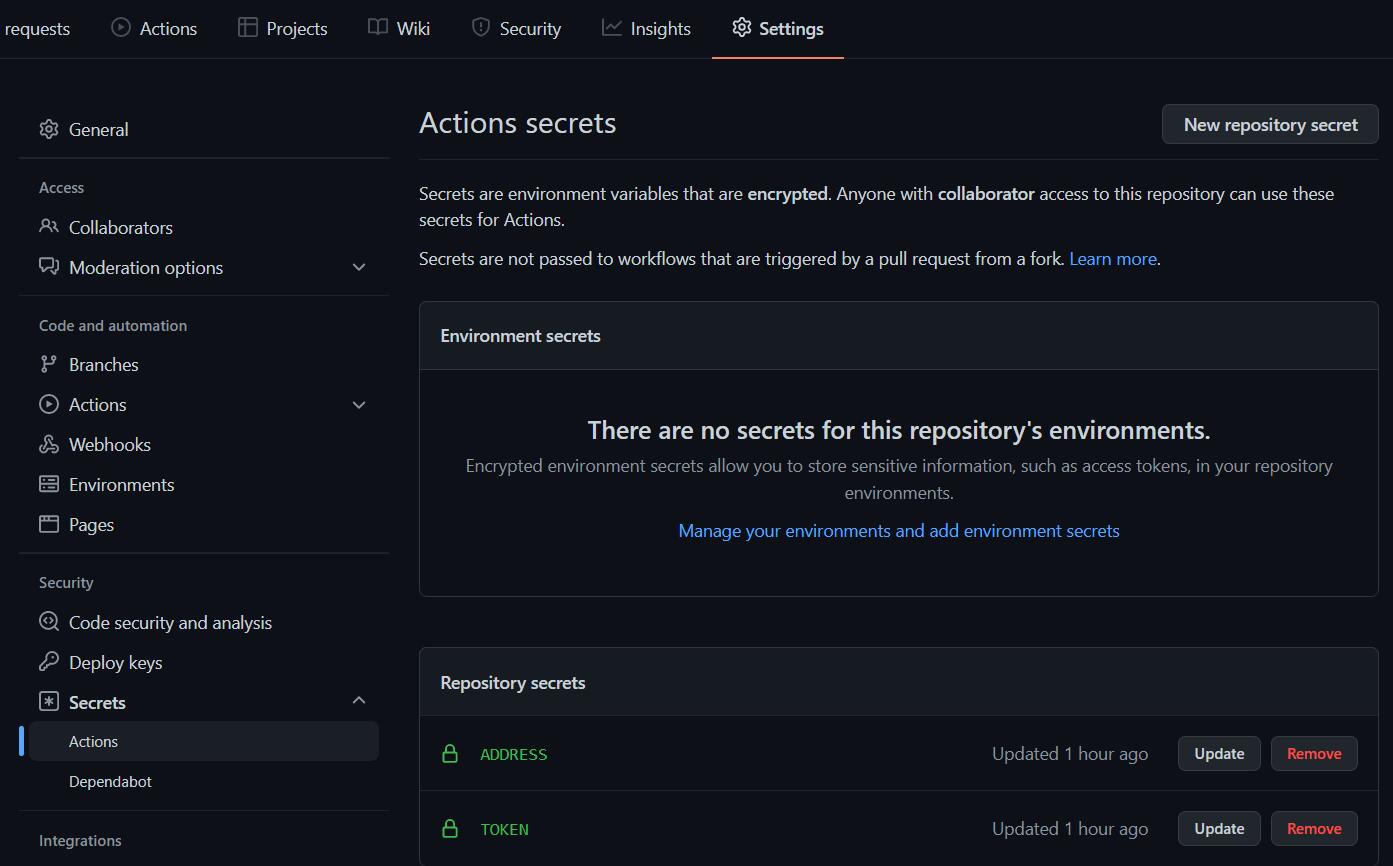 requests
Actions
Projects
Wiki
Security
Insights
Settings
General
Access
Collaborators
Moderation options
Code and automation
Branches
Actions
Webhooks
Environments
Pages
Security
Code security and analysis
Deploy keys
Secrets
Actions
Dependabot
Integrations
Actions secrets
New repository secret
Secrets are environment variables that are encrypted. Anyone with collaborator access to this repository can use these
secrets for Actions.
Secrets are not passed to workflows that are triggered by a pull request from a fork. Learn more.
Environment secrets
There are no secrets for this repository's environments.
Encrypted environment secrets allow you to store sensitive information, such as access tokens, in your repository
environments.
Manage your environments and add environment secrets
Repository secrets
ADDRESS Updated 1 hour ago Update Remove
TOKEN Updated 1 hour ago Update Remove